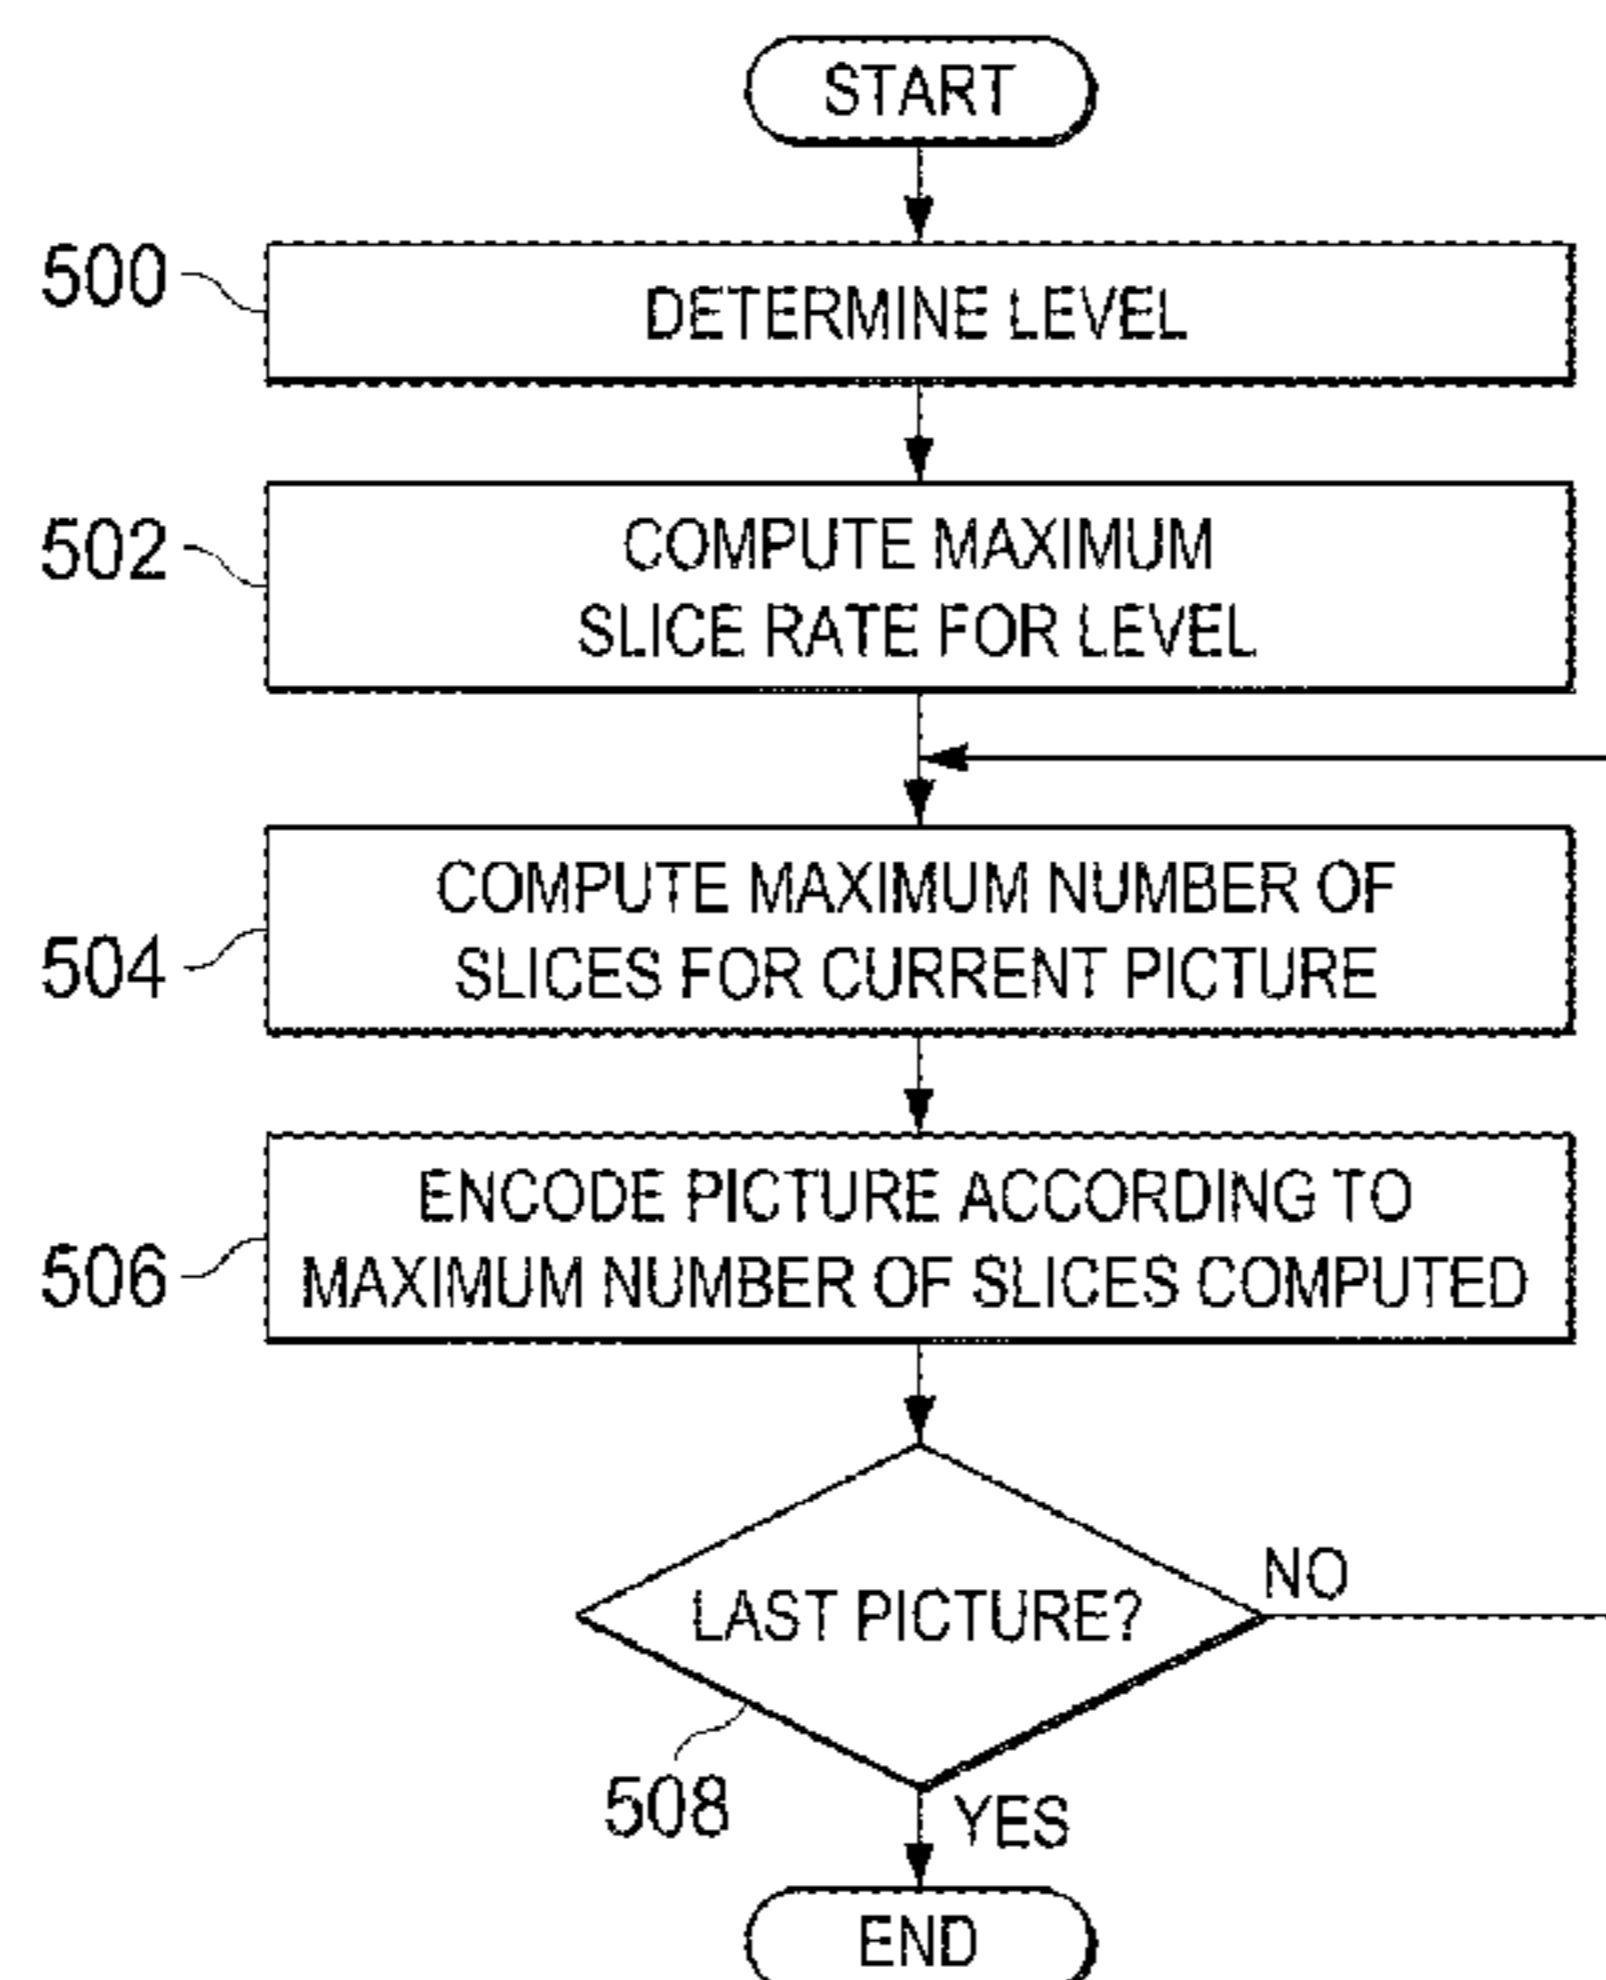 START
500
DETERMINE LEVEL
502
COMPUTE MAXIMUM
SLICE RATE FOR LEVEL
504
COMPUTE MAXIMUM NUMBER OF
SLICES FOR CURRENT PICTURE
506
ENCODE PICTURE ACCORDING TO
MAXIMUM NUMBER OF SLICES COMPUTED
LAST PICTURE?
NO
508
YES
END